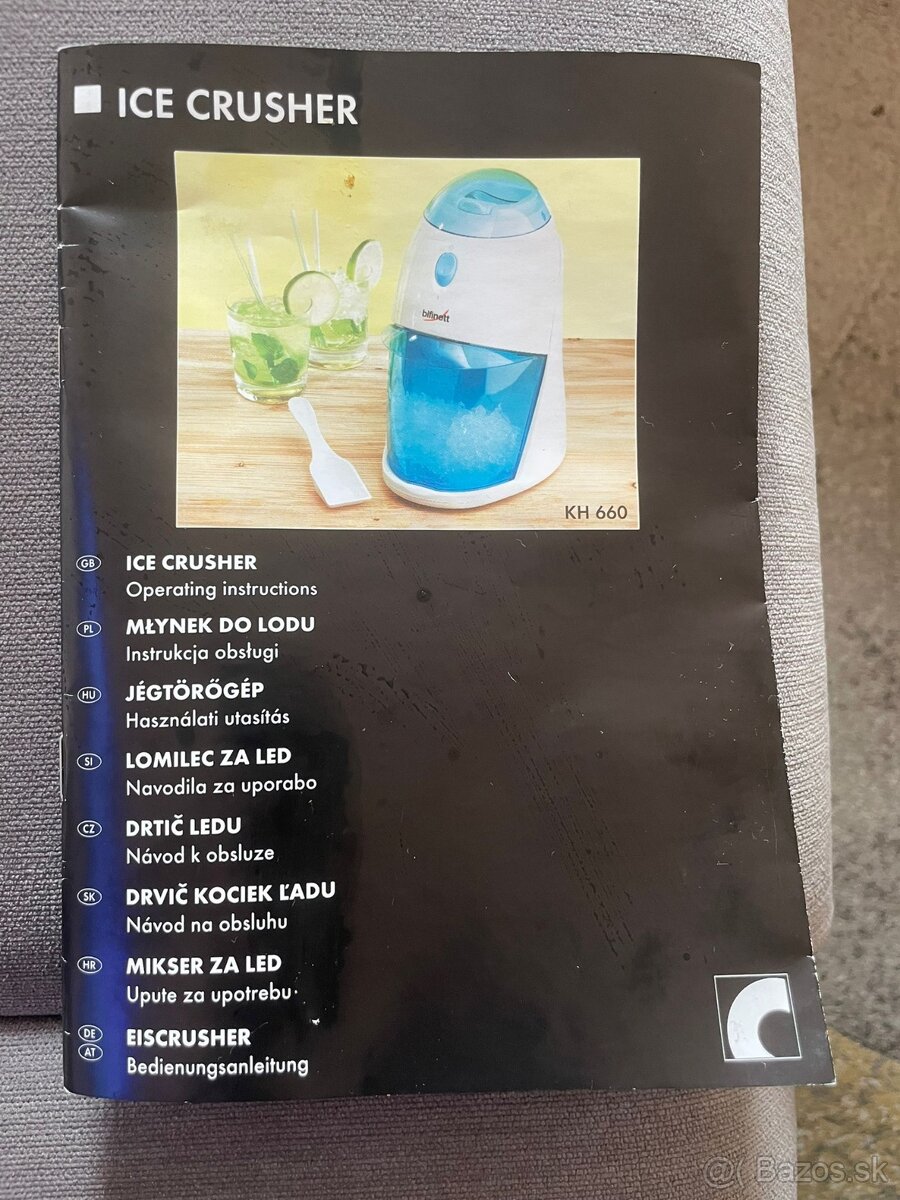 ICE CRUSHER
bifinett
KH 660
GB ICE CRUSHER
Operating instructions
PL MŁYNEK DO LODU
Instrukcja obsługi
HU JÉGTÖRŐGÉP
Használati utasítás
SI LOMILEC ZA LED
Navodila za uporabo
CZ DRTIČ LEDU
Návod k obsluze
SK DRVIČ KOCIEK ĽADU
Návod na obsluhu
HR MIKSER ZA LED
Upute za upotrebu
DE AT EISCRUSHER
Bedienungsanleitung
@ Bazos.sk